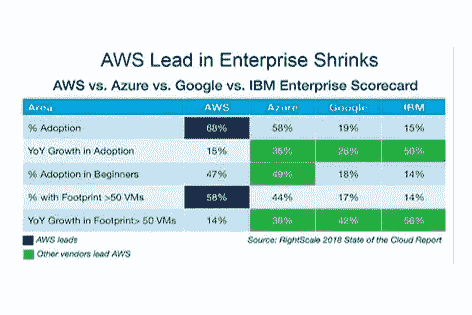 AWS Lead in Enterprise Shrinks
AWS vs. Azure vs. Google vs. IBM Enterprise Scorecard
Area AWS Azure Google IBM
% Adoption 68% 58% 19% 15%
YoY Growth in Adoption 15% 35% 26% 50%
% Adoption in Beginners 47% 49% 18% 14%
% with Footprint >50 VMs 58% 44% 17% 14%
YoY Growth in Footprint> 50 VMs 14% 38% 42% 56%
AWS leads Source: RightScale 2018 State of the Cloud Report
Other vendors lead AWS